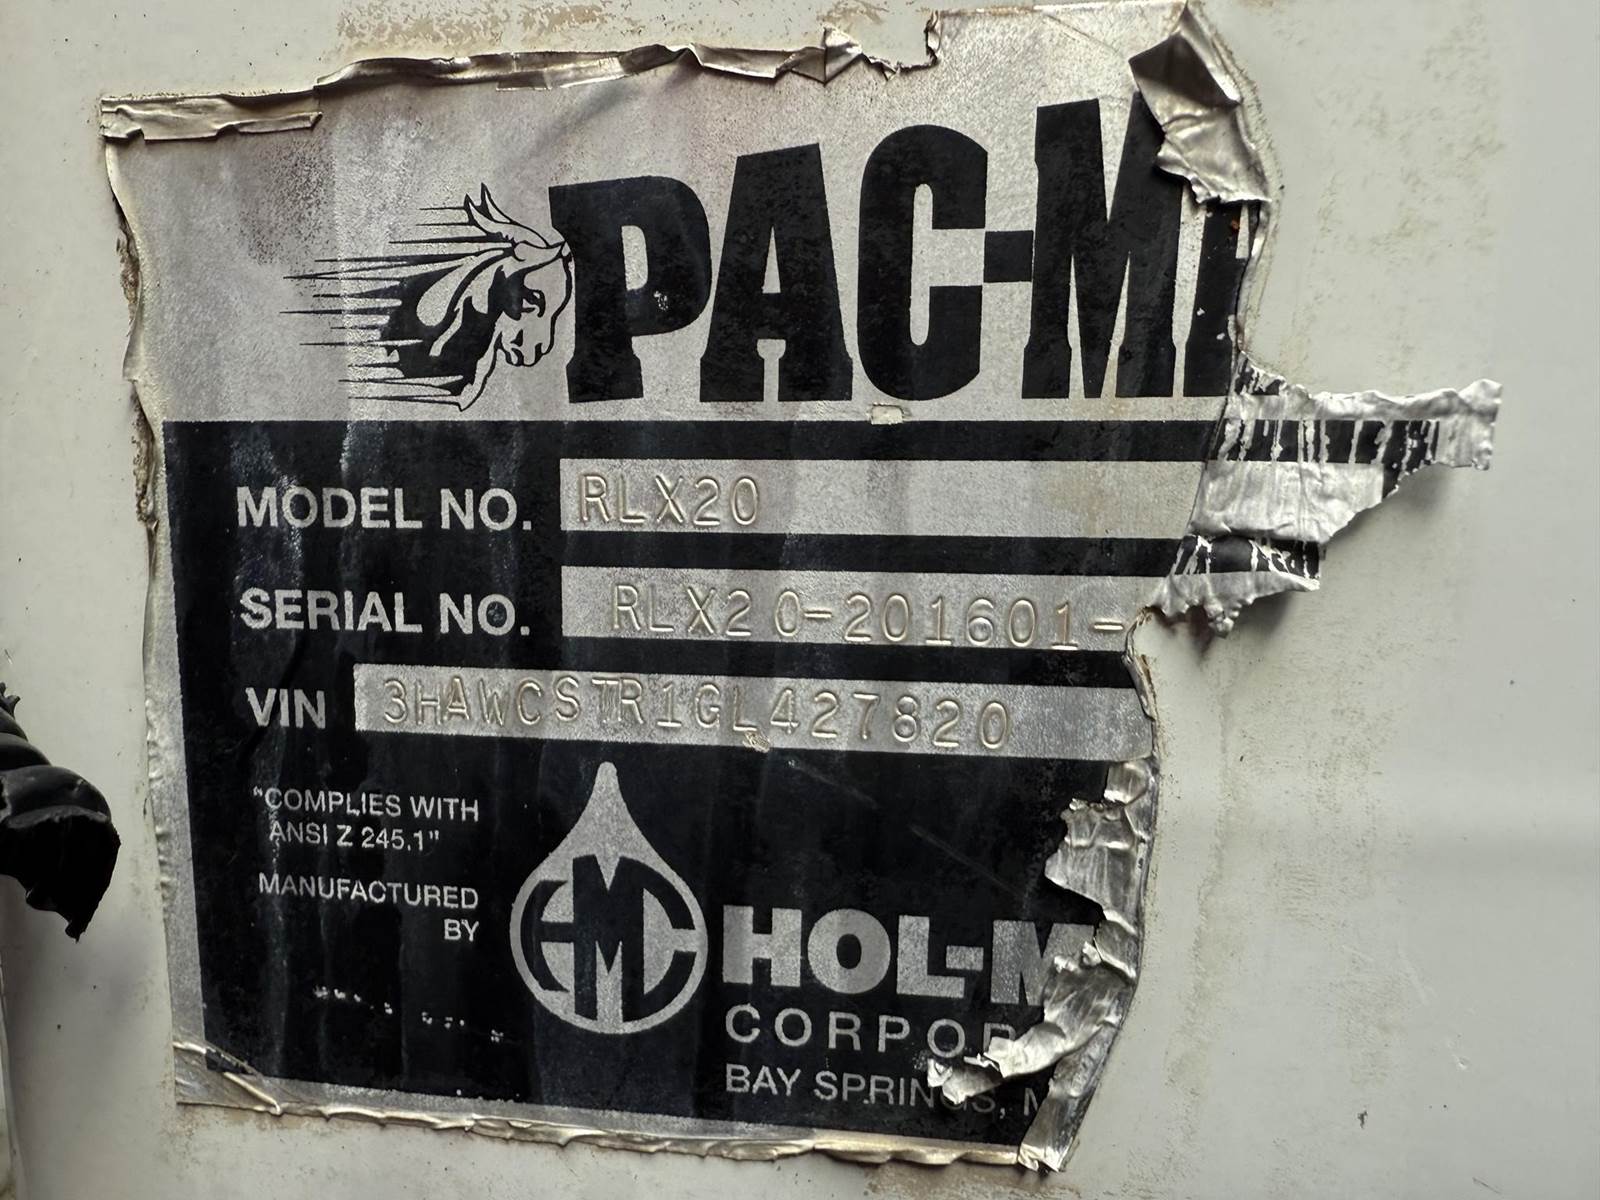 PAC-MA
MODEL NO. RLX20
SERIAL NO. RLX20-201601-
VIN 3HAWCSTR1GL427820
"COMPLIES WITH
ANSI Z 245.1"
MANUFACTURED
BY
HMC
HOL-M
CORPOR
BAY SPRINGS, M